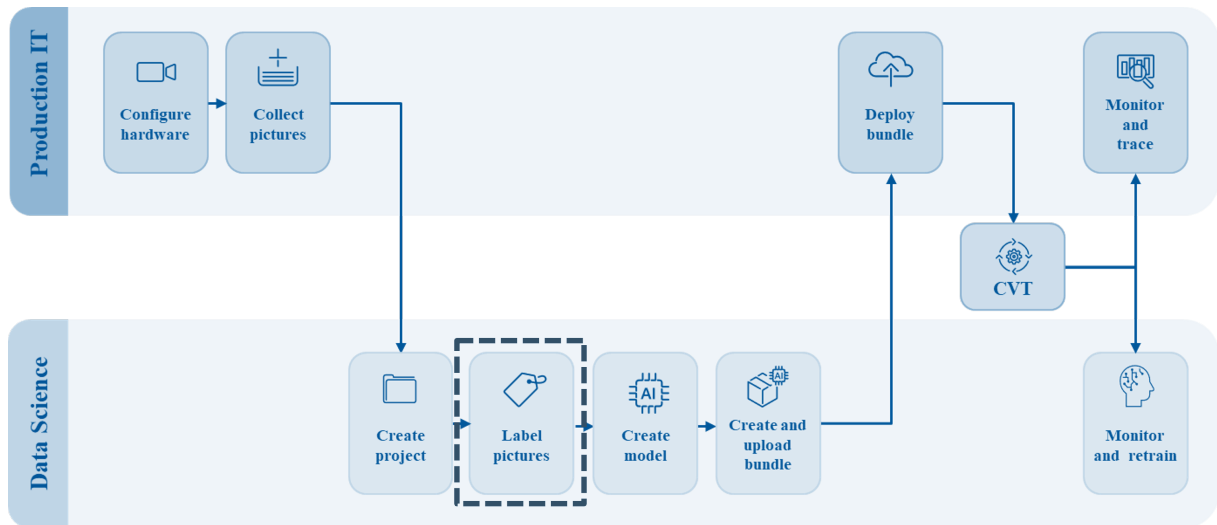 Production IT
Configure
hardware
Collect
pictures
Deploy
bundle
Monitor
and
trace
CVT
Data Science
Create
project
Label
pictures
AI
Create
model
AI
Create and
upload
bundle
Monitor
and retrain